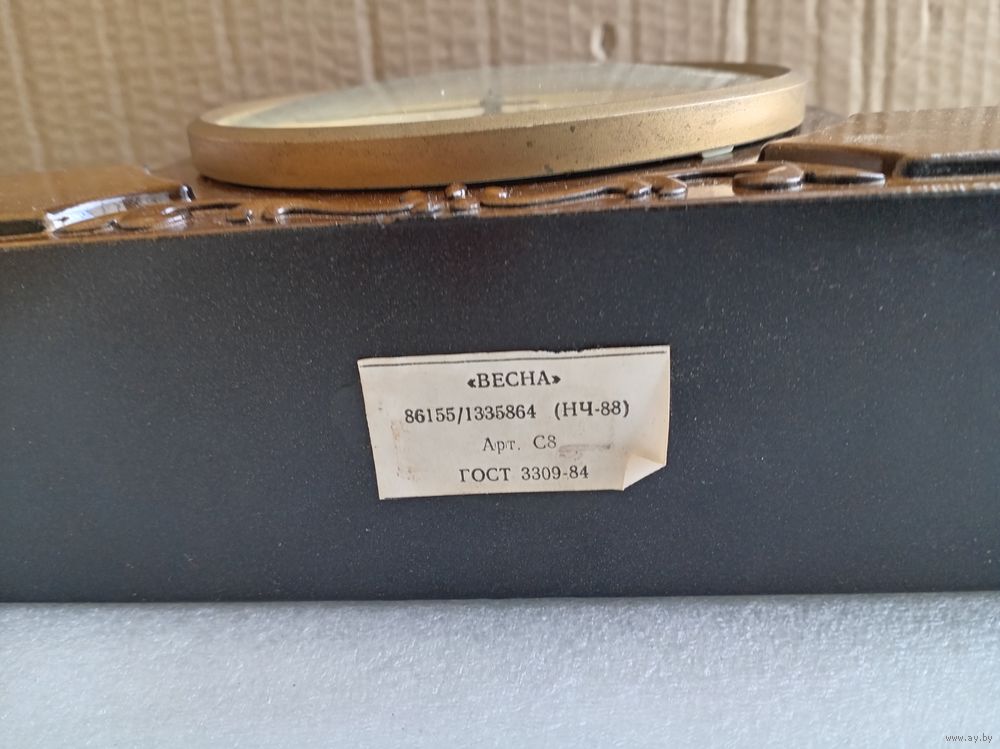 «ВЕСНА»
86155/1335864 (НЧ-88)
Арт. С8
ГОСТ 3309-84
www.ay.by